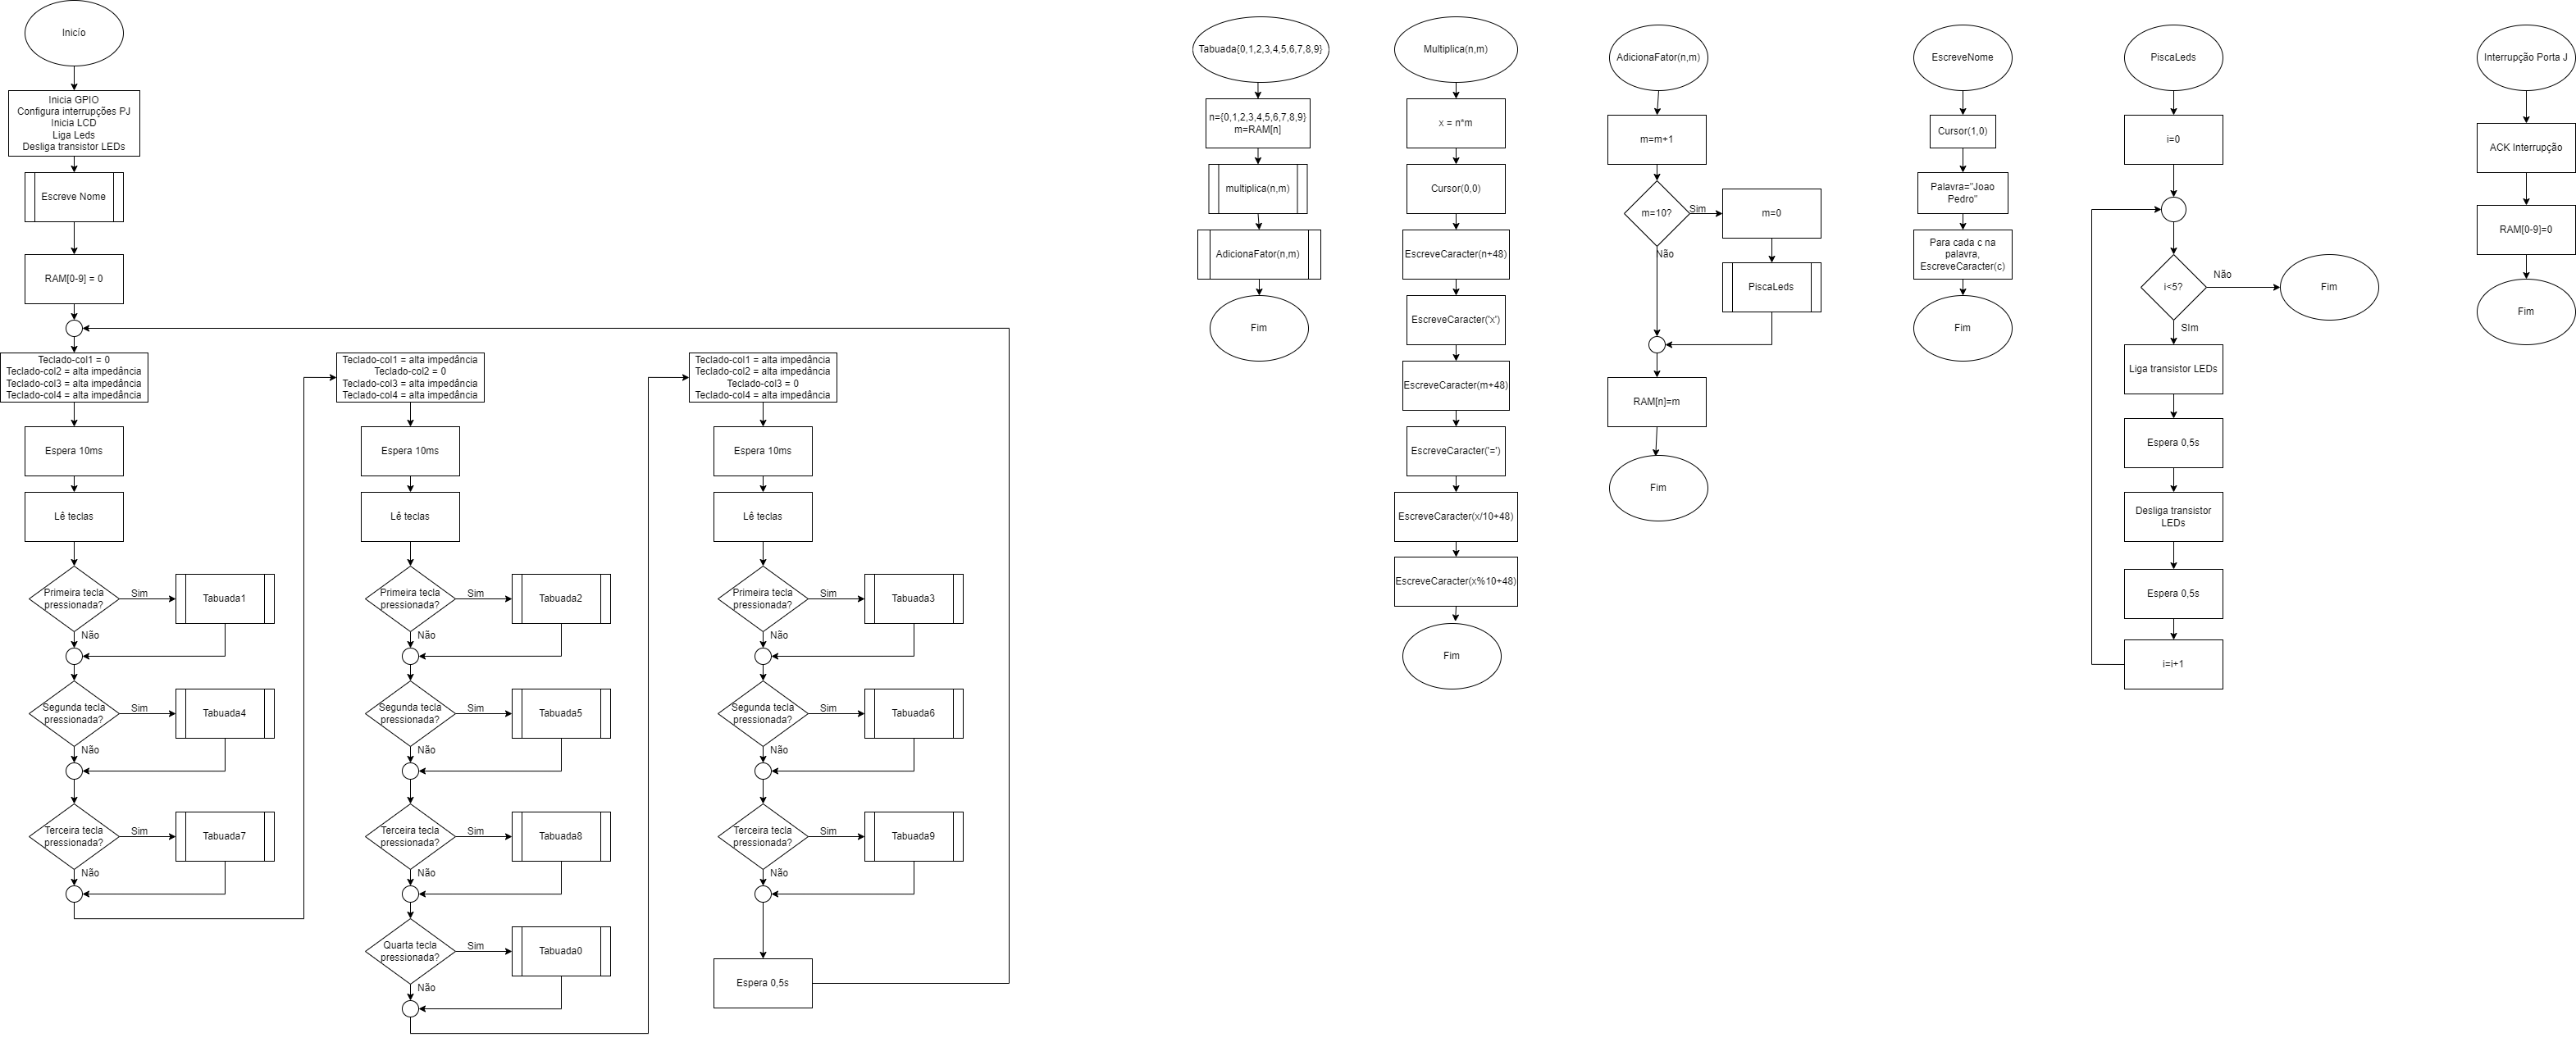 Inicío
Inicia GPIO
Configura interrupções PJ
Inicia LCD
Liga Leds
Desliga transistor LEDs
Escreve Nome
RAM[0-9] = 0
Teclado-col1 = 0
Teclado-col2 = alta impedância
Teclado-col3 = alta impedância
Teclado-col4 = alta impedância
Espera 10ms
Lê teclas
Primeira tecla
pressionada?
Sim
Tabuada1
Não
Segunda tecla
pressionada?
Sim
Tabuada4
Não
Terceira tecla
pressionada?
Sim
Tabuada7
Não
Teclado-col1 = alta impedância
Teclado-col2 = 0
Teclado-col3 = alta impedância
Teclado-col4 = alta impedância
Espera 10ms
Lê teclas
Primeira tecla
pressionada?
Sim
Tabuada2
Não
Segunda tecla
pressionada?
Sim
Tabuada5
Não
Terceira tecla
pressionada?
Sim
Tabuada8
Não
Quarta tecla
pressionada?
Sim
Tabuada0
Não
Teclado-col1 = alta impedância
Teclado-col2 = alta impedância
Teclado-col3 = 0
Teclado-col4 = alta impedância
Espera 10ms
Lê teclas
Primeira tecla
pressionada?
Sim
Tabuada3
Não
Segunda tecla
pressionada?
Sim
Tabuada6
Não
Terceira tecla
pressionada?
Sim
Tabuada9
Não
Espera 0,5s
Tabuada{0,1,2,3,4,5,6,7,8,9}
n={0,1,2,3,4,5,6,7,8,9}
m=RAM[n]
multiplica(n,m)
AdicionaFator(n,m)
Fim
Multiplica(n,m)
x = n*m
Cursor(0,0)
EscreveCaracter(n+48)
EscreveCaracter('x')
EscreveCaracter(m+48)
EscreveCaracter('=')
EscreveCaracter(x/10+48)
EscreveCaracter(x%10+48)
Fim
AdicionaFator(n,m)
m=m+1
m=10?
Sim
m=0
Não
PiscaLeds
RAM[n]=m
Fim
EscreveNome
Cursor(1,0)
Palavra="Joao
Pedro"
Para cada c na
palavra,
EscreveCaracter(c)
Fim
PiscaLeds
i=0
i<5?
Não
Fim
SIm
Liga transistor LEDs
Espera 0,5s
Desliga transistor
LEDs
Espera 0,5s
i=i+1
Interrupção Porta J
ACK Interrupção
RAM[0-9]=0
Fim